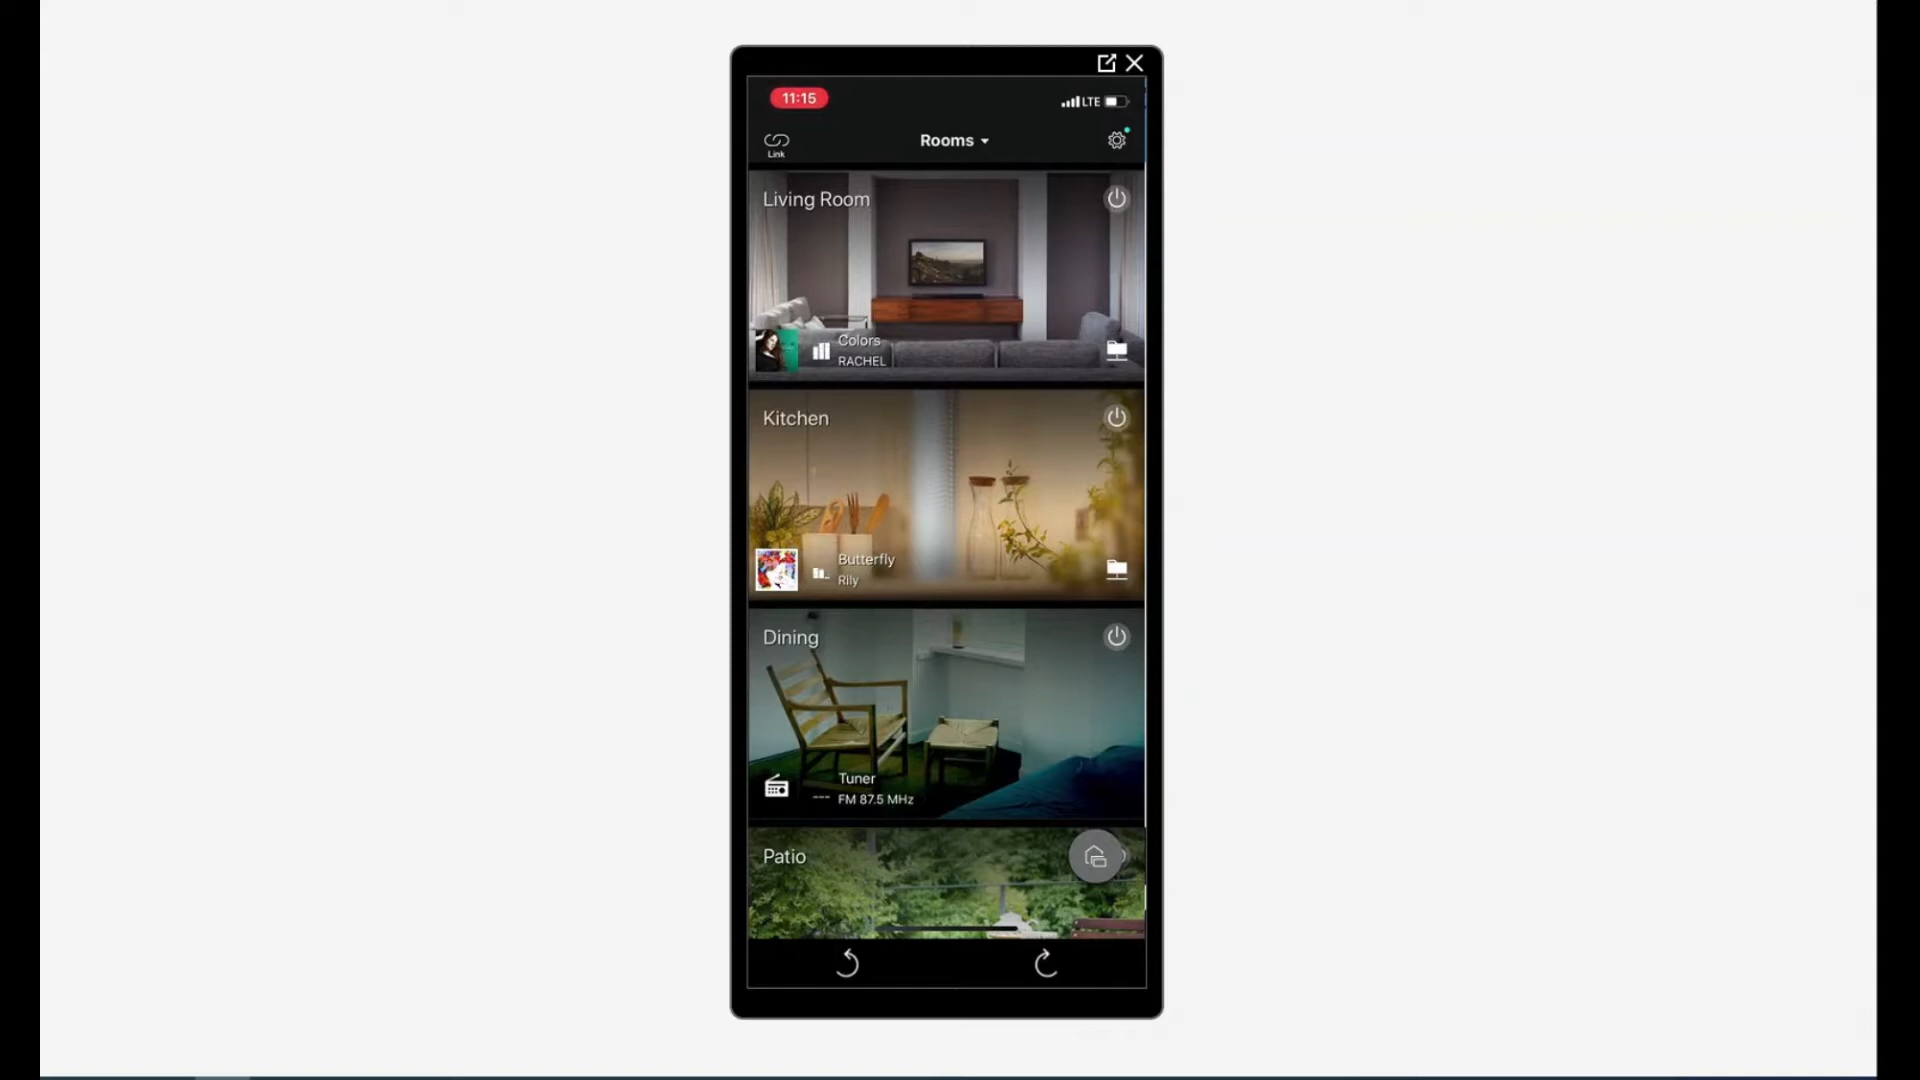 11:15
LTE
Link
Rooms
Living Room
Colors
RACHEL
Kitchen
Butterfly
Rily
Dining
Tuner
FM 87.5 MHz
Patio